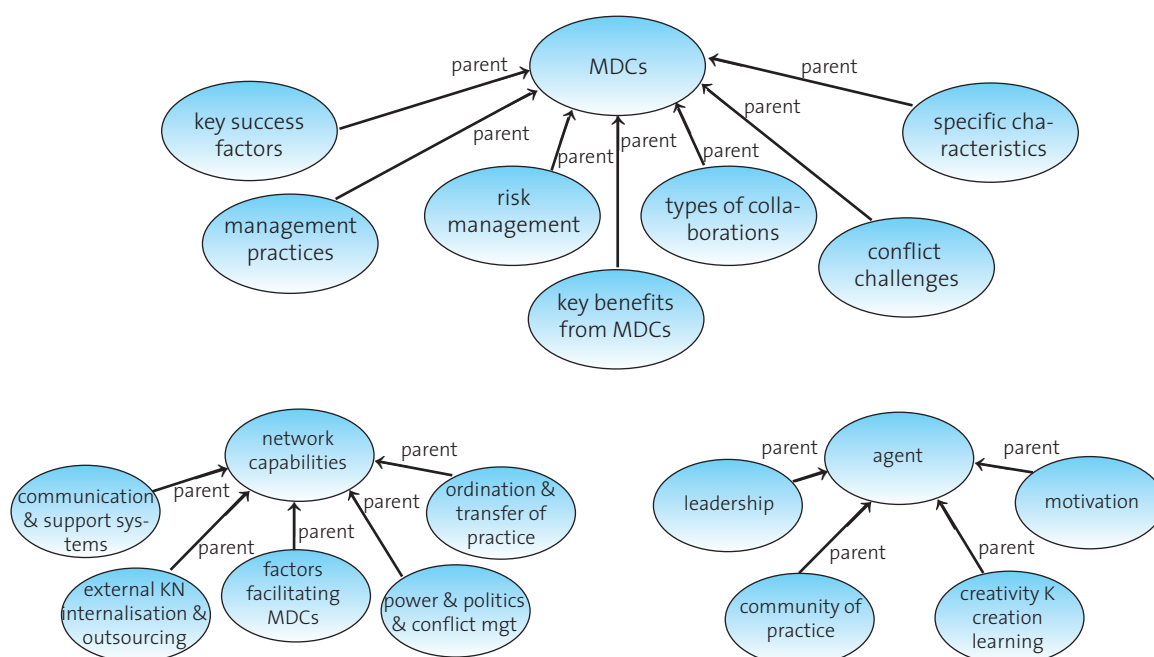 MDCs
parent
parent
key success
factors
specific cha-
racteristics
parent
parent
parent
parent
parent
risk
management
types of colla-
borations
management
practices
conflict
challenges
key benefits
from MDCs
network
capabilities
parent
agent
parent
parent
communication
& support sys-
tems
parent
parent
ordination &
transfer of
practice
leadership
motivation
parent
parent
parent
parent
external KN
internalisation &
outsourcing
factors
facilitating
MDCs
power & politics
& conflict mgt
community of
practice
creativity K
creation
learning